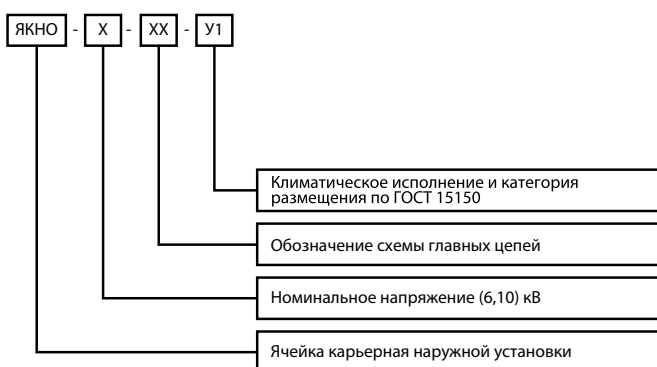 ЯКНО - Х - ХХ - У1
Климатическое исполнение и категория
размещения по ГОСТ 15150
Обозначение схемы главных цепей
Номинальное напряжение (6,10) кВ
Ячейка карьерная наружной установки